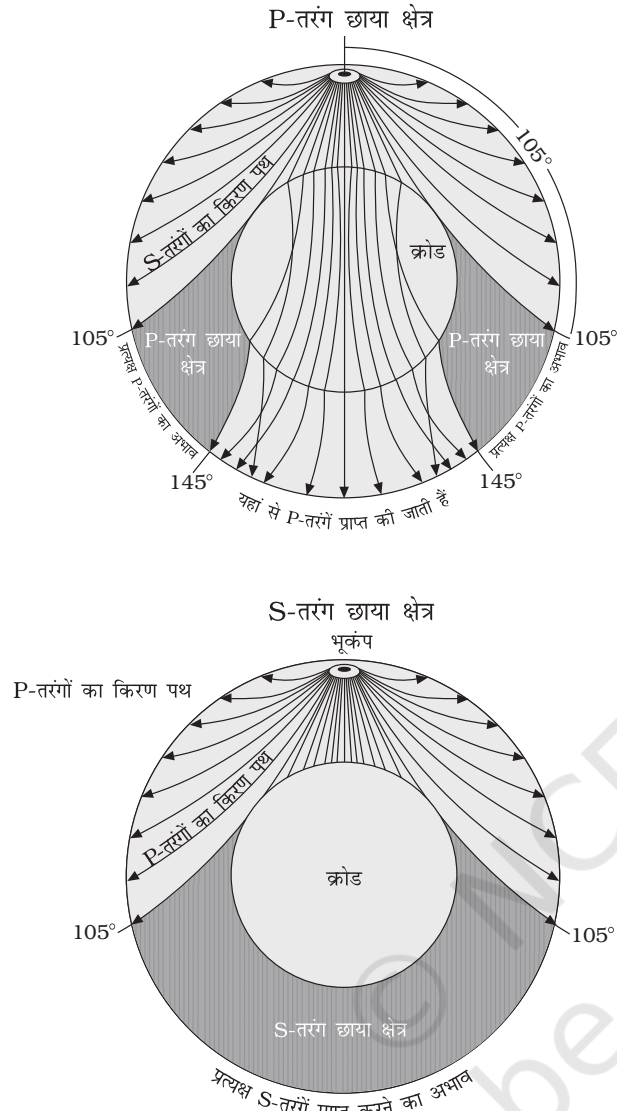 P-तरंग छाया क्षेत्र
105°
S-तरंगों का किरण पथ
क्रोड
105°
P-तरंग छाया
क्षेत्र
P-तरंग छाया
क्षेत्र
105°
प्रत्यक्ष P-तरंगों का अभाव
प्रत्यक्ष P-तरंगों का अभाव
145°
145°
यहां से P-तरंगें प्राप्त की जाती हैं
S-तरंग छाया क्षेत्र
भूकंप
P-तरंगों का किरण पथ
P-तरंगों का किरण पथ
क्रोड
105°
105°
S-तरंग छाया क्षेत्र
प्रत्यक्ष S-तरंगें प्राप्त करने का अभाव
©
be